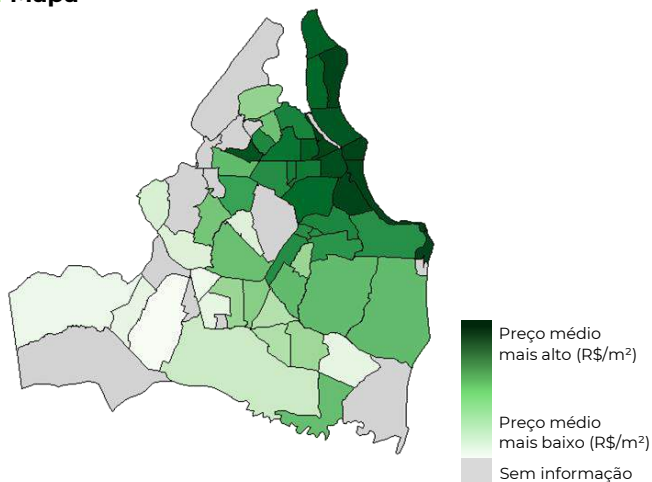 Mapa
Preço médio
mais alto (R$/m²)
Preço médio
mais baixo (R$/m²)
Sem informação